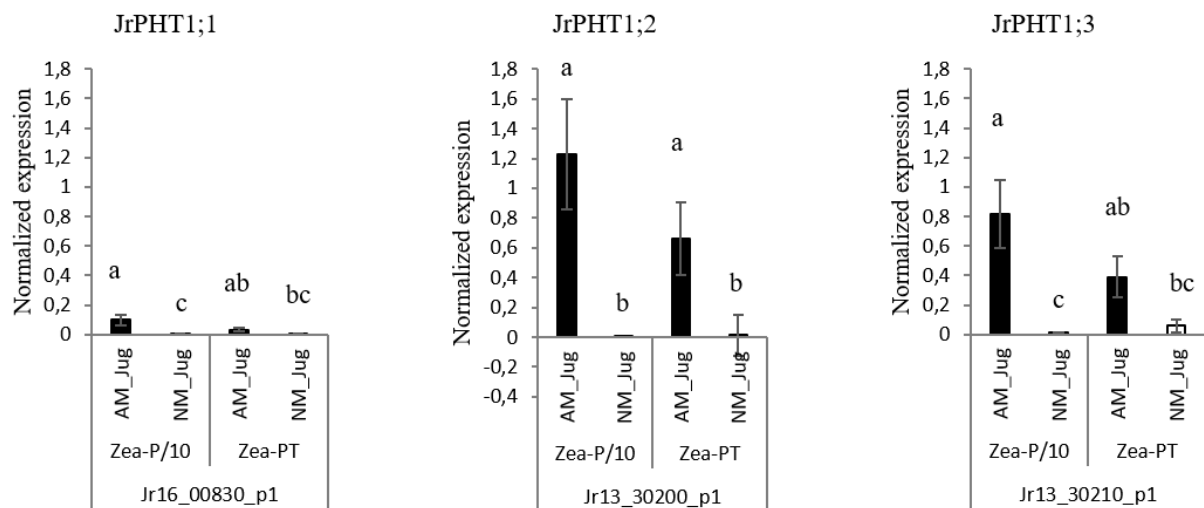 JrPHT1;1
Normalized expression
1,8
1,6
1,4
1,2
1
0,8
0,6
0,4
0,2
0
a
c
ab
bc
AM_Jug
NM_Jug
AM_Jug
NM_Jug
Zea-P/10
Zea-PT
Jr16_00830_p1
JrPHT1;2
Normalized expression
1,8
1,6
1,4
1,2
1
0,8
0,6
0,4
0,2
0
-0,2
-0,4
a
b
a
b
AM_Jug
NM_Jug
AM_Jug
NM_Jug
Zea-P/10
Zea-PT
Jr13_30200_p1
JrPHT1;3
Normalized expression
1,8
1,6
1,4
1,2
1
0,8
0,6
0,4
0,2
0
a
c
ab
bc
AM_Jug
NM_Jug
AM_Jug
NM_Jug
Zea-P/10
Zea-PT
Jr13_30210_p1